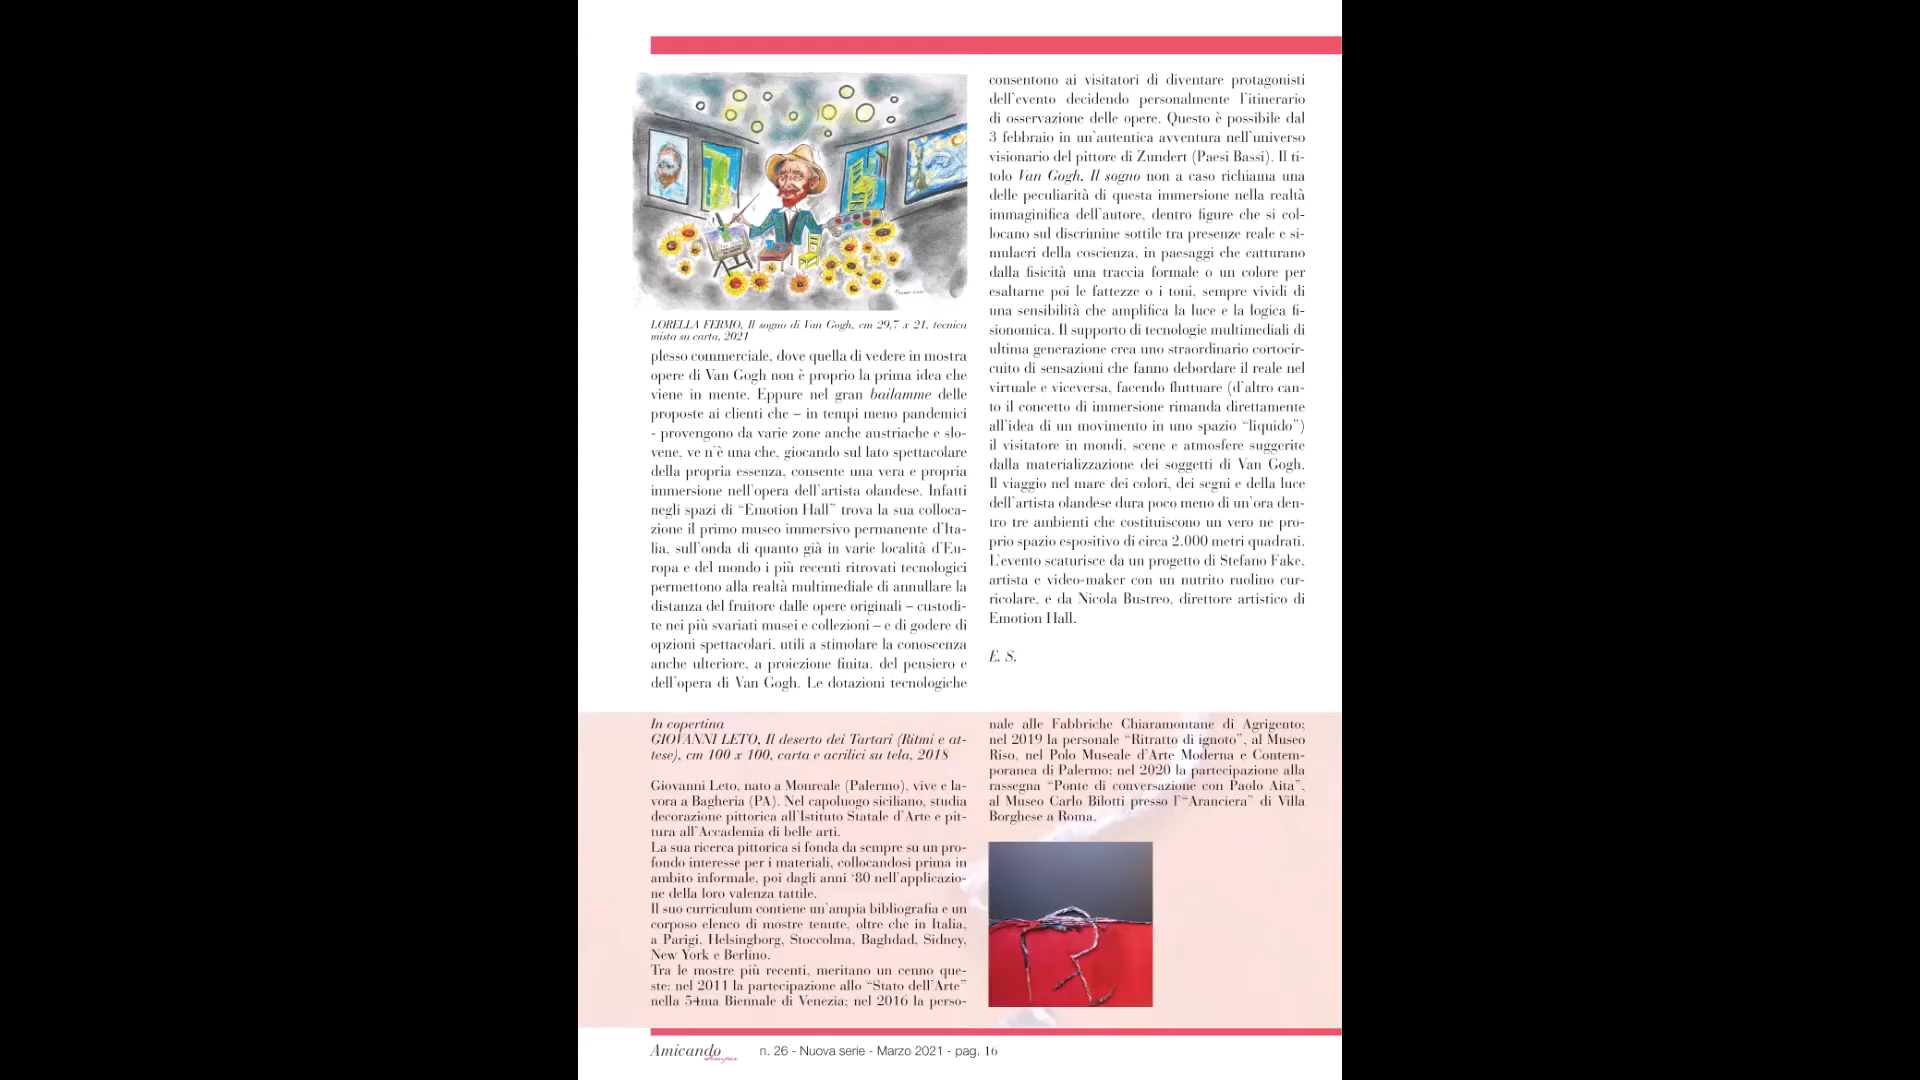 LORELLA FERMO, Il sogno di Van Gogh, cm 29,7 x 21, tecnica
mista su carta, 2021
plesso commerciale, dove quella di vedere in mostra
opere di Van Gogh non è proprio la prima idea che
viene in mente. Eppure nel gran bailamme delle
proposte ai clienti che – in tempi meno pandemici
- provengono da varie zone anche austriache e slo-
vene, ve n’è una che, giocando sul lato spettacolare
della propria essenza, consente una vera e propria
immersione nell’opera dell’artista olandese. Infatti
negli spazi di “Emotion Hall” trova la sua colloca-
zione il primo museo immersivo permanente d’Ita-
lia, sull’onda di quanto già in varie località d’Eu-
ropa e del mondo i più recenti ritrovati tecnologici
permettono alla realtà multimediale di annullare la
distanza del fruitore dalle opere originali – custodi-
te nei più svariati musei e collezioni – e di godere di
opzioni spettacolari, utili a stimolare la conoscenza
anche ulteriore, a proiezione finita, del pensiero e
dell’opera di Van Gogh. Le dotazioni tecnologiche
consentono ai visitatori di diventare protagonisti
dell’evento decidendo personalmente l’itinerario
di osservazione delle opere. Questo è possibile dal
3 febbraio in un’autentica avventura nell’universo
visionario del pittore di Zundert (Paesi Bassi). Il ti-
tolo Van Gogh, Il sogno non a caso richiama una
delle peculiarità di questa immersione nella realtà
immaginifica dell’autore, dentro figure che si col-
locano sul discrimine sottile tra presenze reale e si-
mulacri della coscienza, in paesaggi che catturano
dalla fisicità una traccia formale o un colore per
esaltarne poi le fattezze o i toni, sempre vividi di
una sensibilità che amplifica la luce e la logica fi-
sionomica. Il supporto di tecnologie multimediali di
ultima generazione crea uno straordinario cortocir-
cuito di sensazioni che fanno debordare il reale nel
virtuale e viceversa, facendo fluttuare (d’altro can-
to il concetto di immersione rimanda direttamente
all’idea di un movimento in uno spazio “liquido”)
il visitatore in mondi, scene e atmosfere suggerite
dalla materializzazione dei soggetti di Van Gogh.
Il viaggio nel mare dei colori, dei segni e della luce
dell’artista olandese dura poco meno di un’ora den-
tro tre ambienti che costituiscono un vero ne pro-
prio spazio espositivo di circa 2.000 metri quadrati.
L’evento scaturisce da un progetto di Stefano Fake,
artista e video-maker con un nutrito ruolino cur-
ricolare, e da Nicola Bustreo, direttore artistico di
Emotion Hall.
E. S.
In copertina
GIOVANNI LETO, Il deserto dei Tartari (Ritmi e at-
tese), cm 100 x 100, carta e acrilici su tela, 2018
Giovanni Leto, nato a Monreale (Palermo), vive e la-
vora a Bagheria (PA). Nel capoluogo siciliano, studia
decorazione pittorica all’Istituto Statale d’Arte e pit-
tura all’Accademia di belle arti.
La sua ricerca pittorica si fonda da sempre su un pro-
fondo interesse per i materiali, collocandosi prima in
ambito informale, poi dagli anni ‘80 nell’applicazio-
ne della loro valenza tattile.
Il suo curriculum contiene un’ampia bibliografia e un
corposo elenco di mostre tenute, oltre che in Italia,
a Parigi, Helsingborg, Stoccolma, Baghdad, Sidney,
New York e Berlino.
Tra le mostre più recenti, meritano un cenno que-
ste: nel 2011 la partecipazione allo “Stato dell’Arte”
nella 54ma Biennale di Venezia; nel 2016 la perso-
nale alle Fabbriche Chiaramontane di Agrigento;
nel 2019 la personale “Ritratto di ignoto”, al Museo
Riso, nel Polo Museale d’Arte Moderna e Contem-
poranea di Palermo; nel 2020 la partecipazione alla
rassegna “Ponte di conversazione con Paolo Aita”,
al Museo Carlo Bilotti presso l’“Aranciera” di Villa
Borghese a Roma.
Amicando
Semper
n. 26 - Nuova serie - Marzo 2021 - pag. 16